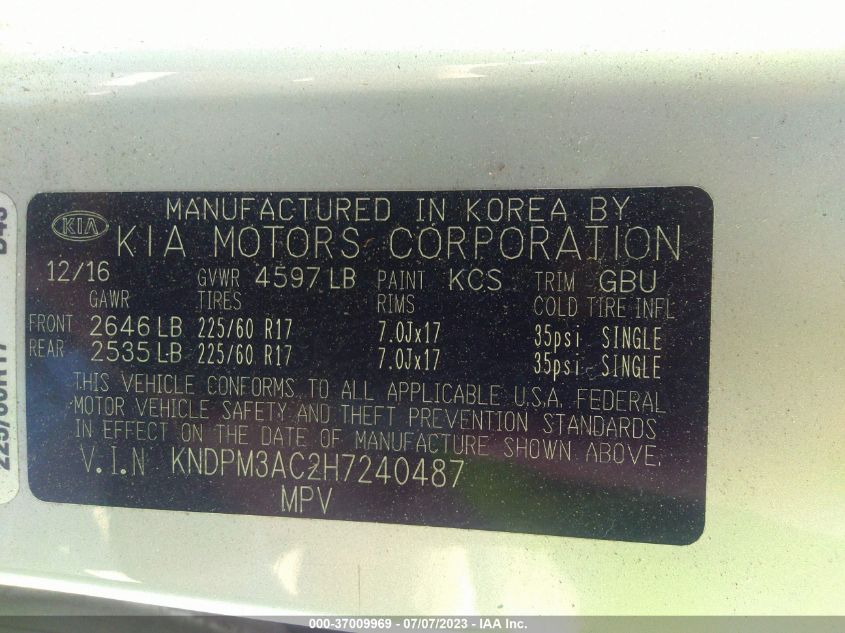 MANUFACTURED IN KOREA BY
KIA
KIA MOTORS CORPORATION
12/16 GVWR 4597 LB PAINT KCS TRIM GBU
GAWR TIRES RIMS COLD TIRE INFL
FRONT 2646 LB 225/60 R17 7.0Jx17 35psi SINGLE
REAR 2535 LB 225/60 R17 7.0Jx17 35psi SINGLE
THIS VEHICLE CONFORMS TO ALL APPLICABLE U.S.A. FEDERAL
MOTOR VEHICLE SAFETY AND THEFT PREVENTION STANDARDS
IN EFFECT ON THE DATE OF MANUFACTURE SHOWN ABOVE.
V.I.N KNDPM3AC2H7240487
MPV
000-37009969 - 07/07/2023 - IAAI.COM